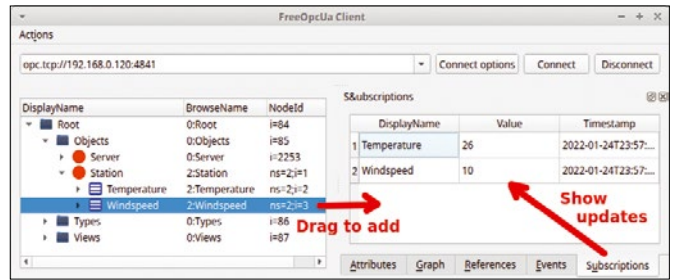 FreeOpcUa Client
Actions
opc.tcp://192.168.0.120:4841
Connect options
Connect
Disconnect
DisplayName BrowseName NodeId
Root 0:Root i=84
Objects 0:Objects i=85
Server 0:Server i=2253
Station 2:Station ns=2;i=1
Temperature 2:Temperature ns=2;i=2
Windspeed 2:Windspeed ns=2;i=3
Types 0:Types i=86
Views 0:Views i=87
Drag to add
S&ubscriptions
DisplayName Value Timestamp
1 Temperature 26 2022-01-24T23:57:...
2 Windspeed 10 2022-01-24T23:57:...
Show
updates
Attributes Graph References Events Subscriptions